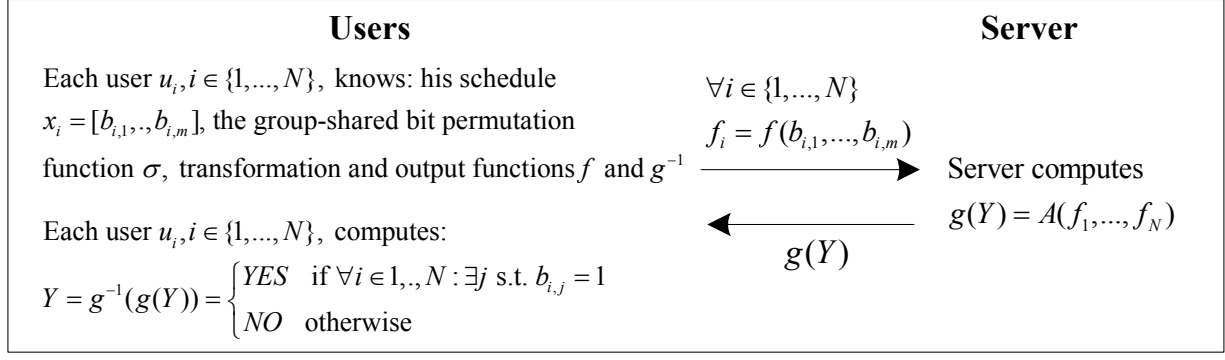 Users
Each user u_i, i ∈ {1,..., N}, knows: his schedule
x_i = [b_{i,1},., b_{i,m}], the group-shared bit permutation
function σ, transformation and output functions f and g^{-1}
Each user u_i, i ∈ {1,..., N}, computes:
Y = g^{-1}(g(Y)) = { YES if ∀i ∈ 1,., N : ∃j s.t. b_{i,j} = 1
NO otherwise
∀i ∈ {1,..., N}
f_i = f(b_{i,1},..., b_{i,m})
g(Y)
Server
Server computes
g(Y) = A(f_1,..., f_N)